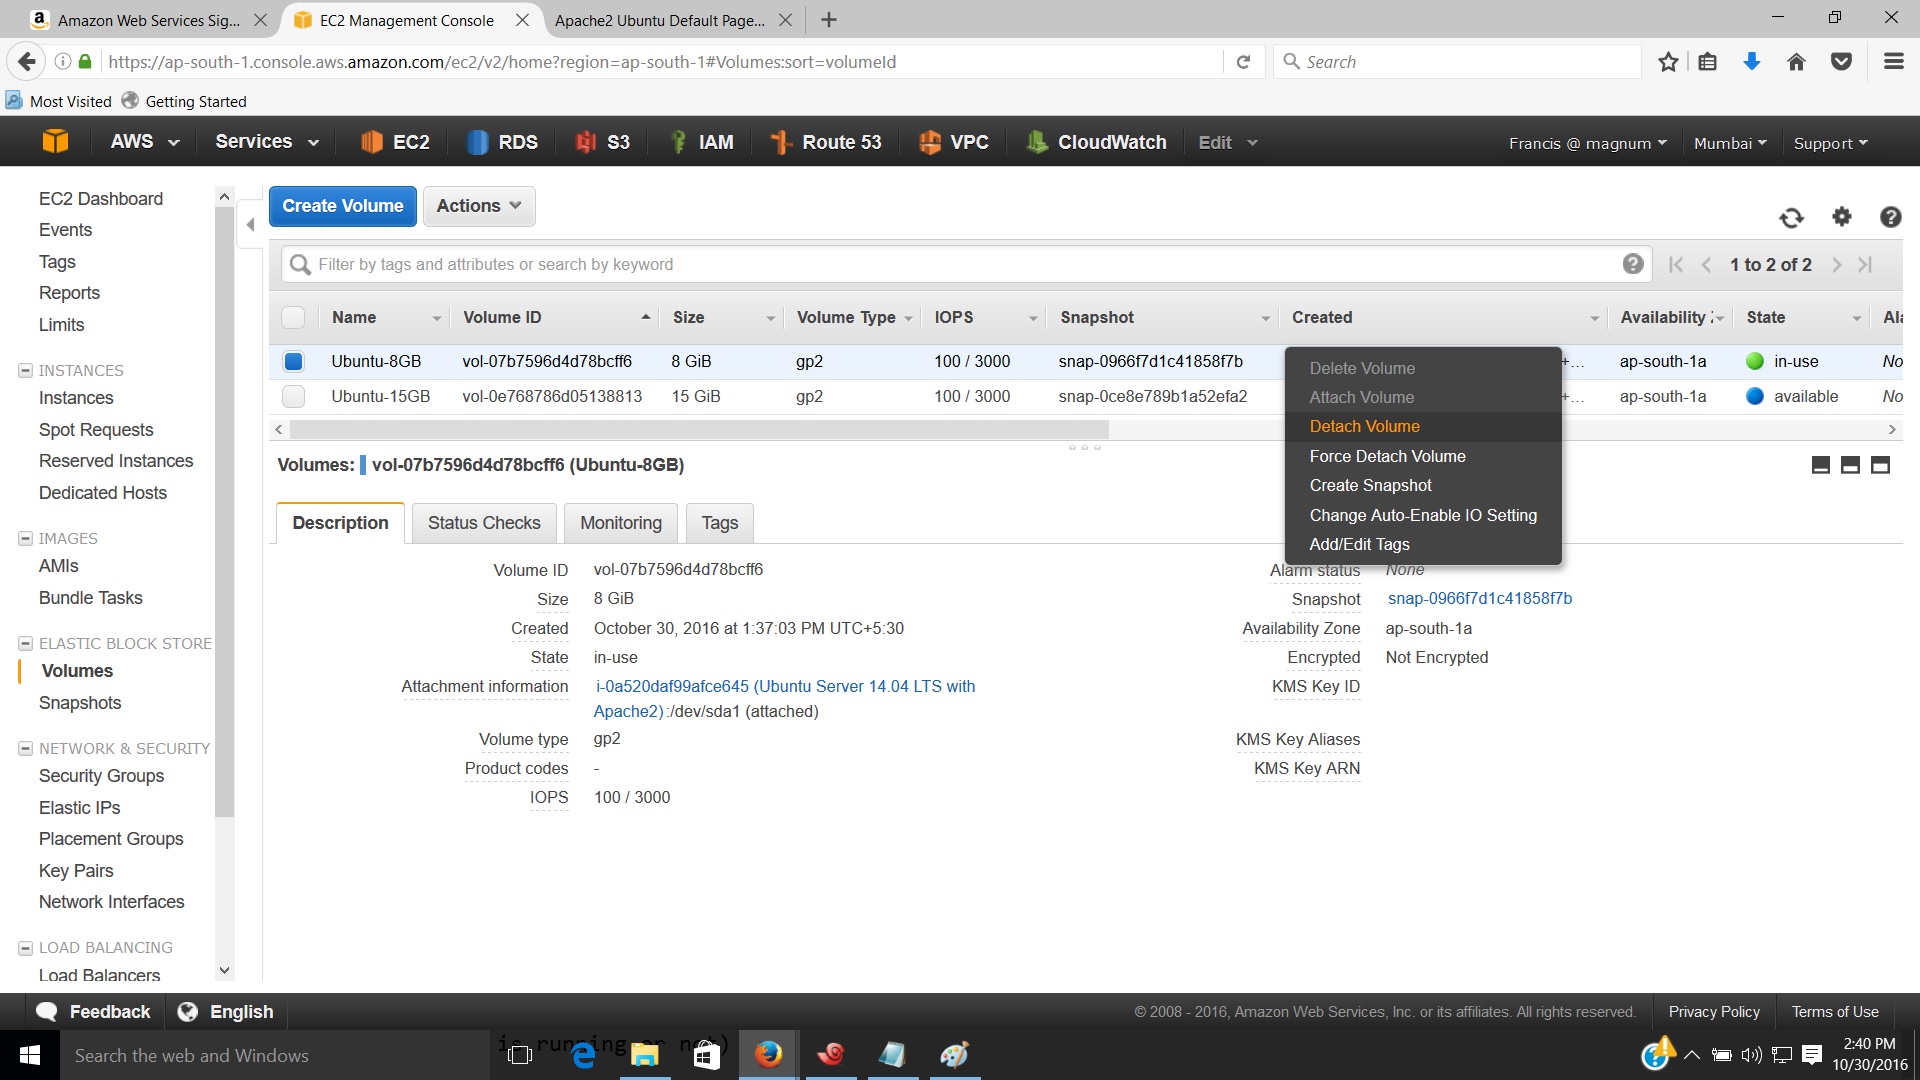 Amazon Web Services Sig...
EC2 Management Console
Apache2 Ubuntu Default Page...
https://ap-south-1.console.aws.amazon.com/ec2/v2/home?region=ap-south-1#Volumes:sort=volumeId
Search
Most Visited
Getting Started
AWS
Services
EC2
RDS
S3
IAM
Route 53
VPC
CloudWatch
Edit
Francis @ magnum
Mumbai
Support
EC2 Dashboard
Events
Tags
Reports
Limits
INSTANCES
Instances
Spot Requests
Reserved Instances
Dedicated Hosts
IMAGES
AMIs
Bundle Tasks
ELASTIC BLOCK STORE
Volumes
Snapshots
NETWORK & SECURITY
Security Groups
Elastic IPs
Placement Groups
Key Pairs
Network Interfaces
LOAD BALANCING
Load Balancers
Create Volume
Actions
Filter by tags and attributes or search by keyword
1 to 2 of 2
Name Volume ID Size Volume Type IOPS Snapshot Created Availability State Ala
Ubuntu-8GB vol-07b7596d4d78bcff6 8 GiB gp2 100 / 3000 snap-0966f7d1c41858f7b +... ap-south-1a in-use No
Ubuntu-15GB vol-0e768786d05138813 15 GiB gp2 100 / 3000 snap-0ce8e789b1a52efa2 +... ap-south-1a available No
Delete Volume
Attach Volume
Detach Volume
Force Detach Volume
Create Snapshot
Change Auto-Enable IO Setting
Add/Edit Tags
Volumes: vol-07b7596d4d78bcff6 (Ubuntu-8GB)
Description
Status Checks
Monitoring
Tags
Volume ID vol-07b7596d4d78bcff6
Size 8 GiB
Created October 30, 2016 at 1:37:03 PM UTC+5:30
State in-use
Attachment information i-0a520daf99afce645 (Ubuntu Server 14.04 LTS with
Apache2):/dev/sda1 (attached)
Volume type gp2
Product codes -
IOPS 100 / 3000
Alarm status None
Snapshot snap-0966f7d1c41858f7b
Availability Zone ap-south-1a
Encrypted Not Encrypted
KMS Key ID
KMS Key Aliases
KMS Key ARN
Feedback
English
© 2008 - 2016, Amazon Web Services, Inc. or its affiliates. All rights reserved.
Privacy Policy
Terms of Use
Search the web and Windows
is running or not)
2:40 PM
10/30/2016